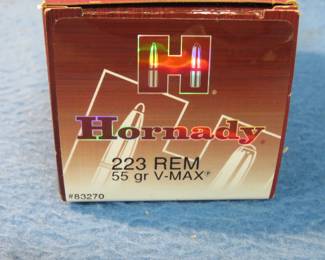 H
Hornady
223 REM
55 gr V-MAX®
#83270